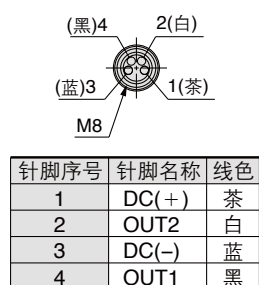 (黑)4 2(白)
(蓝)3 1(茶)
M8
针脚序号 针脚名称 线色
1 DC(+) 茶
2 OUT2 白
3 DC(−) 蓝
4 OUT1 黑